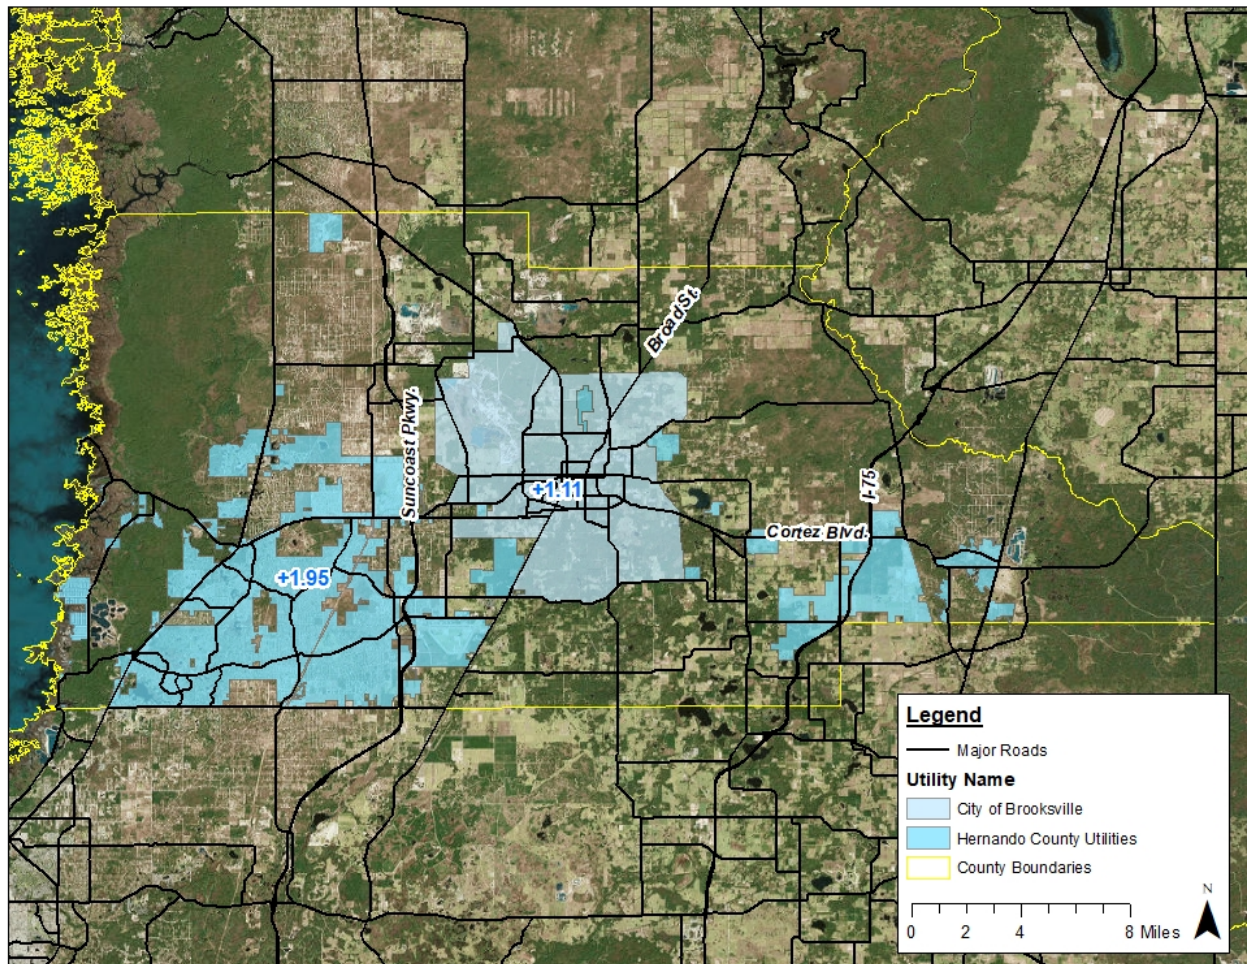 Broad St.
Suncoast Pkwy.
I-75
+1.11
Cortez Blvd.
+1.95
Legend
Major Roads
Utility Name
City of Brooksville
Hernando County Utilities
County Boundaries
N
0 2 4 8 Miles